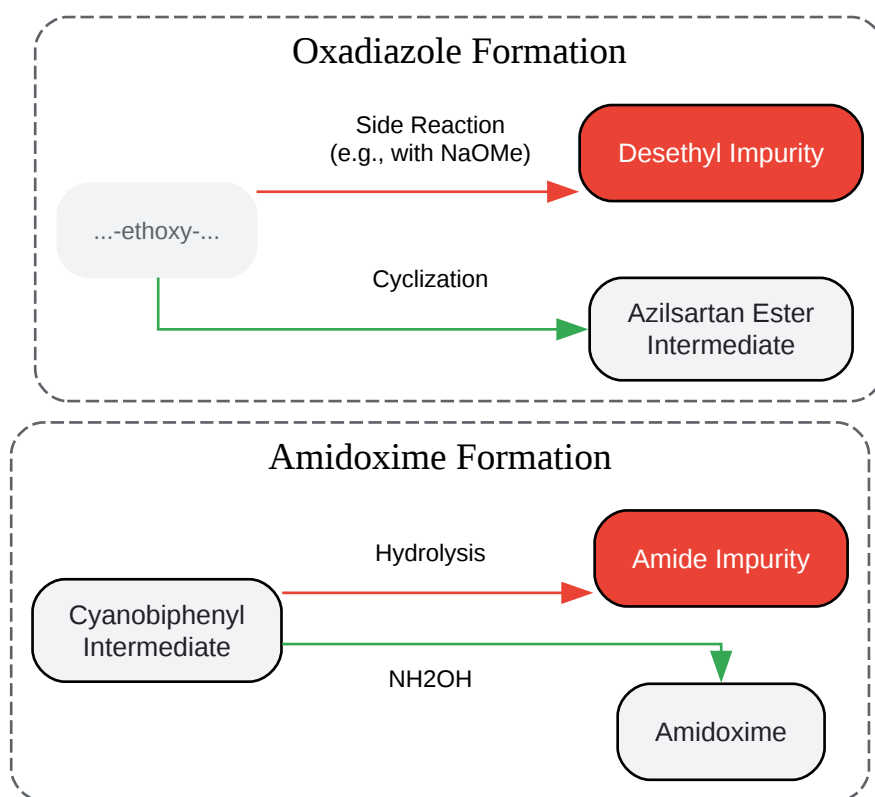 Oxadiazole Formation
Side Reaction
(e.g., with NaOMe)
Desethyl Impurity
...-ethoxy-...
Cyclization
Azilsartan Ester
Intermediate
Amidoxime Formation
Hydrolysis
Amide Impurity
Cyanobiphenyl
Intermediate
NH2OH
Amidoxime